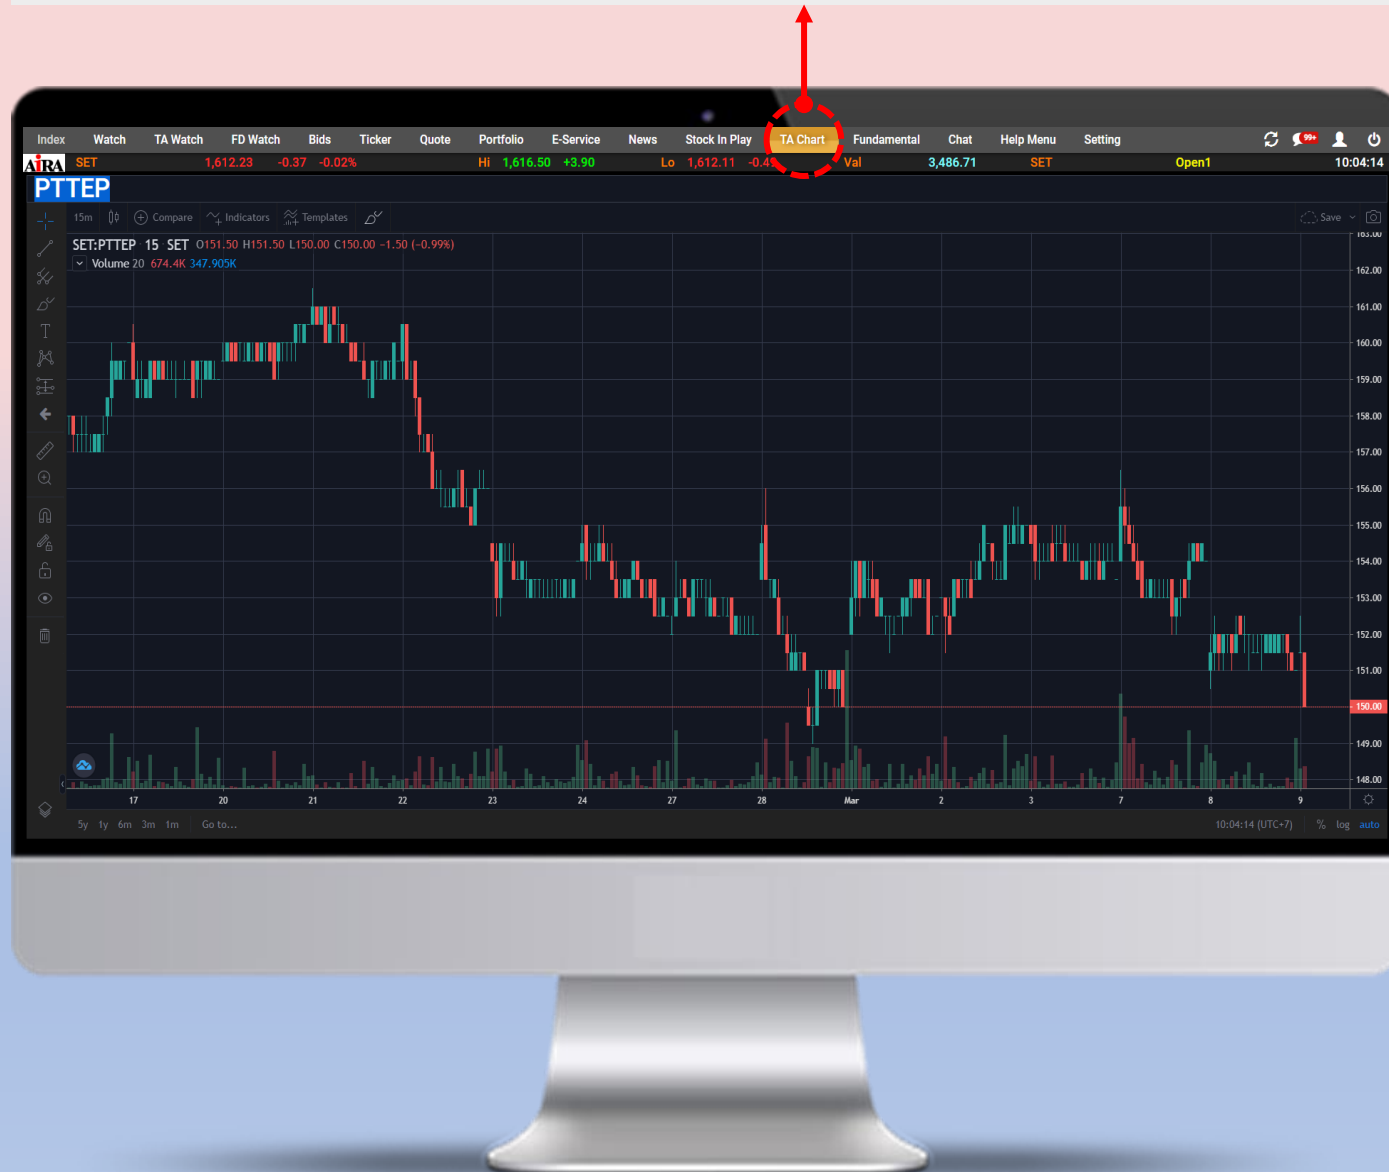 Index Watch TA Watch FD Watch Bids Ticker Quote Portfolio E-Service News Stock In Play TA Chart Fundamental Chat Help Menu Setting 99+
AiRA SET 1,612.23 -0.37 -0.02% Hi 1,616.50 +3.90 Lo 1,612.11 Val 3,486.71 SET Open1 10:04:14
PTTEP
15m Compare Indicators Templates Save
SET:PTTEP 15 SET O151.50 H151.50 L150.00 C150.00 −1.50 (−0.99%)
Volume 20 674.4K 347.905K
163.00
162.00
161.00
160.00
159.00
158.00
157.00
156.00
155.00
154.00
153.00
152.00
151.00
150.00
149.00
148.00
17 20 21 22 23 24 27 28 Mar 2 3 7 8 9
5y 1y 6m 3m 1m Go to... 10:04:14 (UTC+7) % log auto